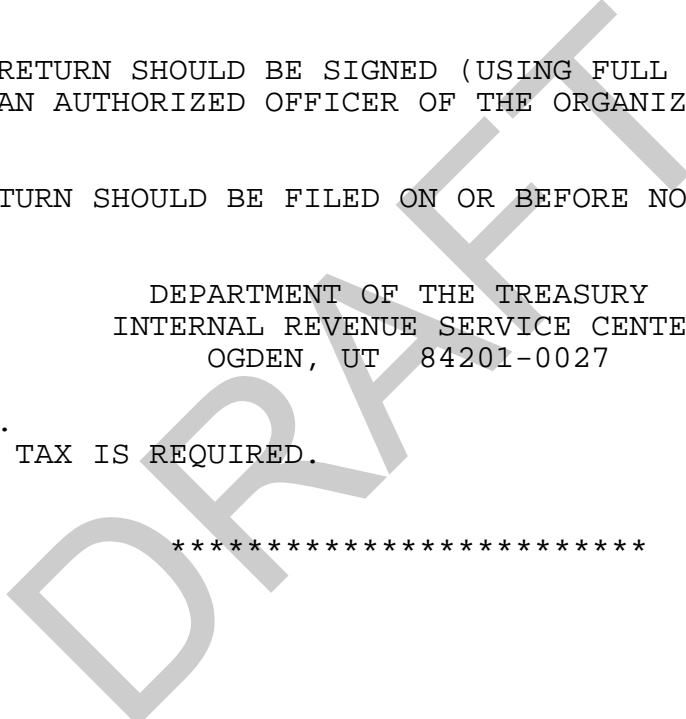 RETURN SHOULD BE SIGNED (USING FULL
AN AUTHORIZED OFFICER OF THE ORGANIZ
TURN SHOULD BE FILED ON OR BEFORE NO
DEPARTMENT OF THE TREASURY
INTERNAL REVENUE SERVICE CENTE
OGDEN, UT 84201-0027
.
TAX IS REQUIRED.
*************************
DRAFT